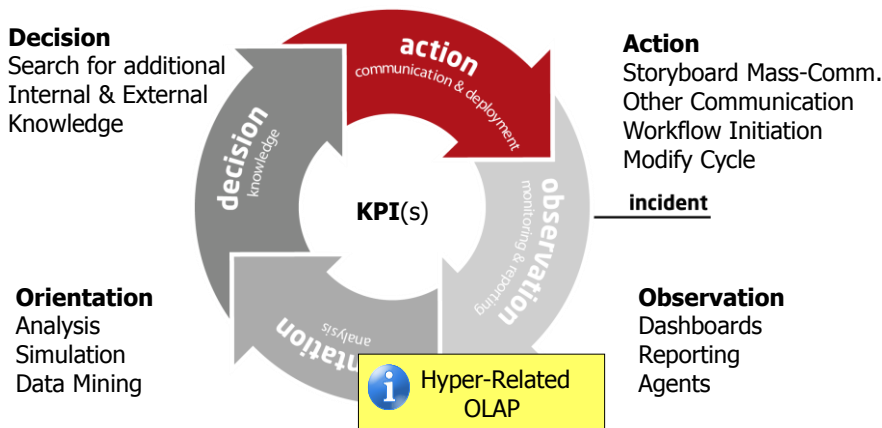 Decision
Search for additional
Internal & External
Knowledge
action
communication & deployment
Action
Storyboard Mass-Comm.
Other Communication
Workflow Initiation
Modify Cycle
decision
knowledge
KPI(s)
observation
monitoring & reporting
incident
Orientation
Analysis
Simulation
Data Mining
analysis
ntation
i
Hyper-Related
OLAP
Observation
Dashboards
Reporting
Agents